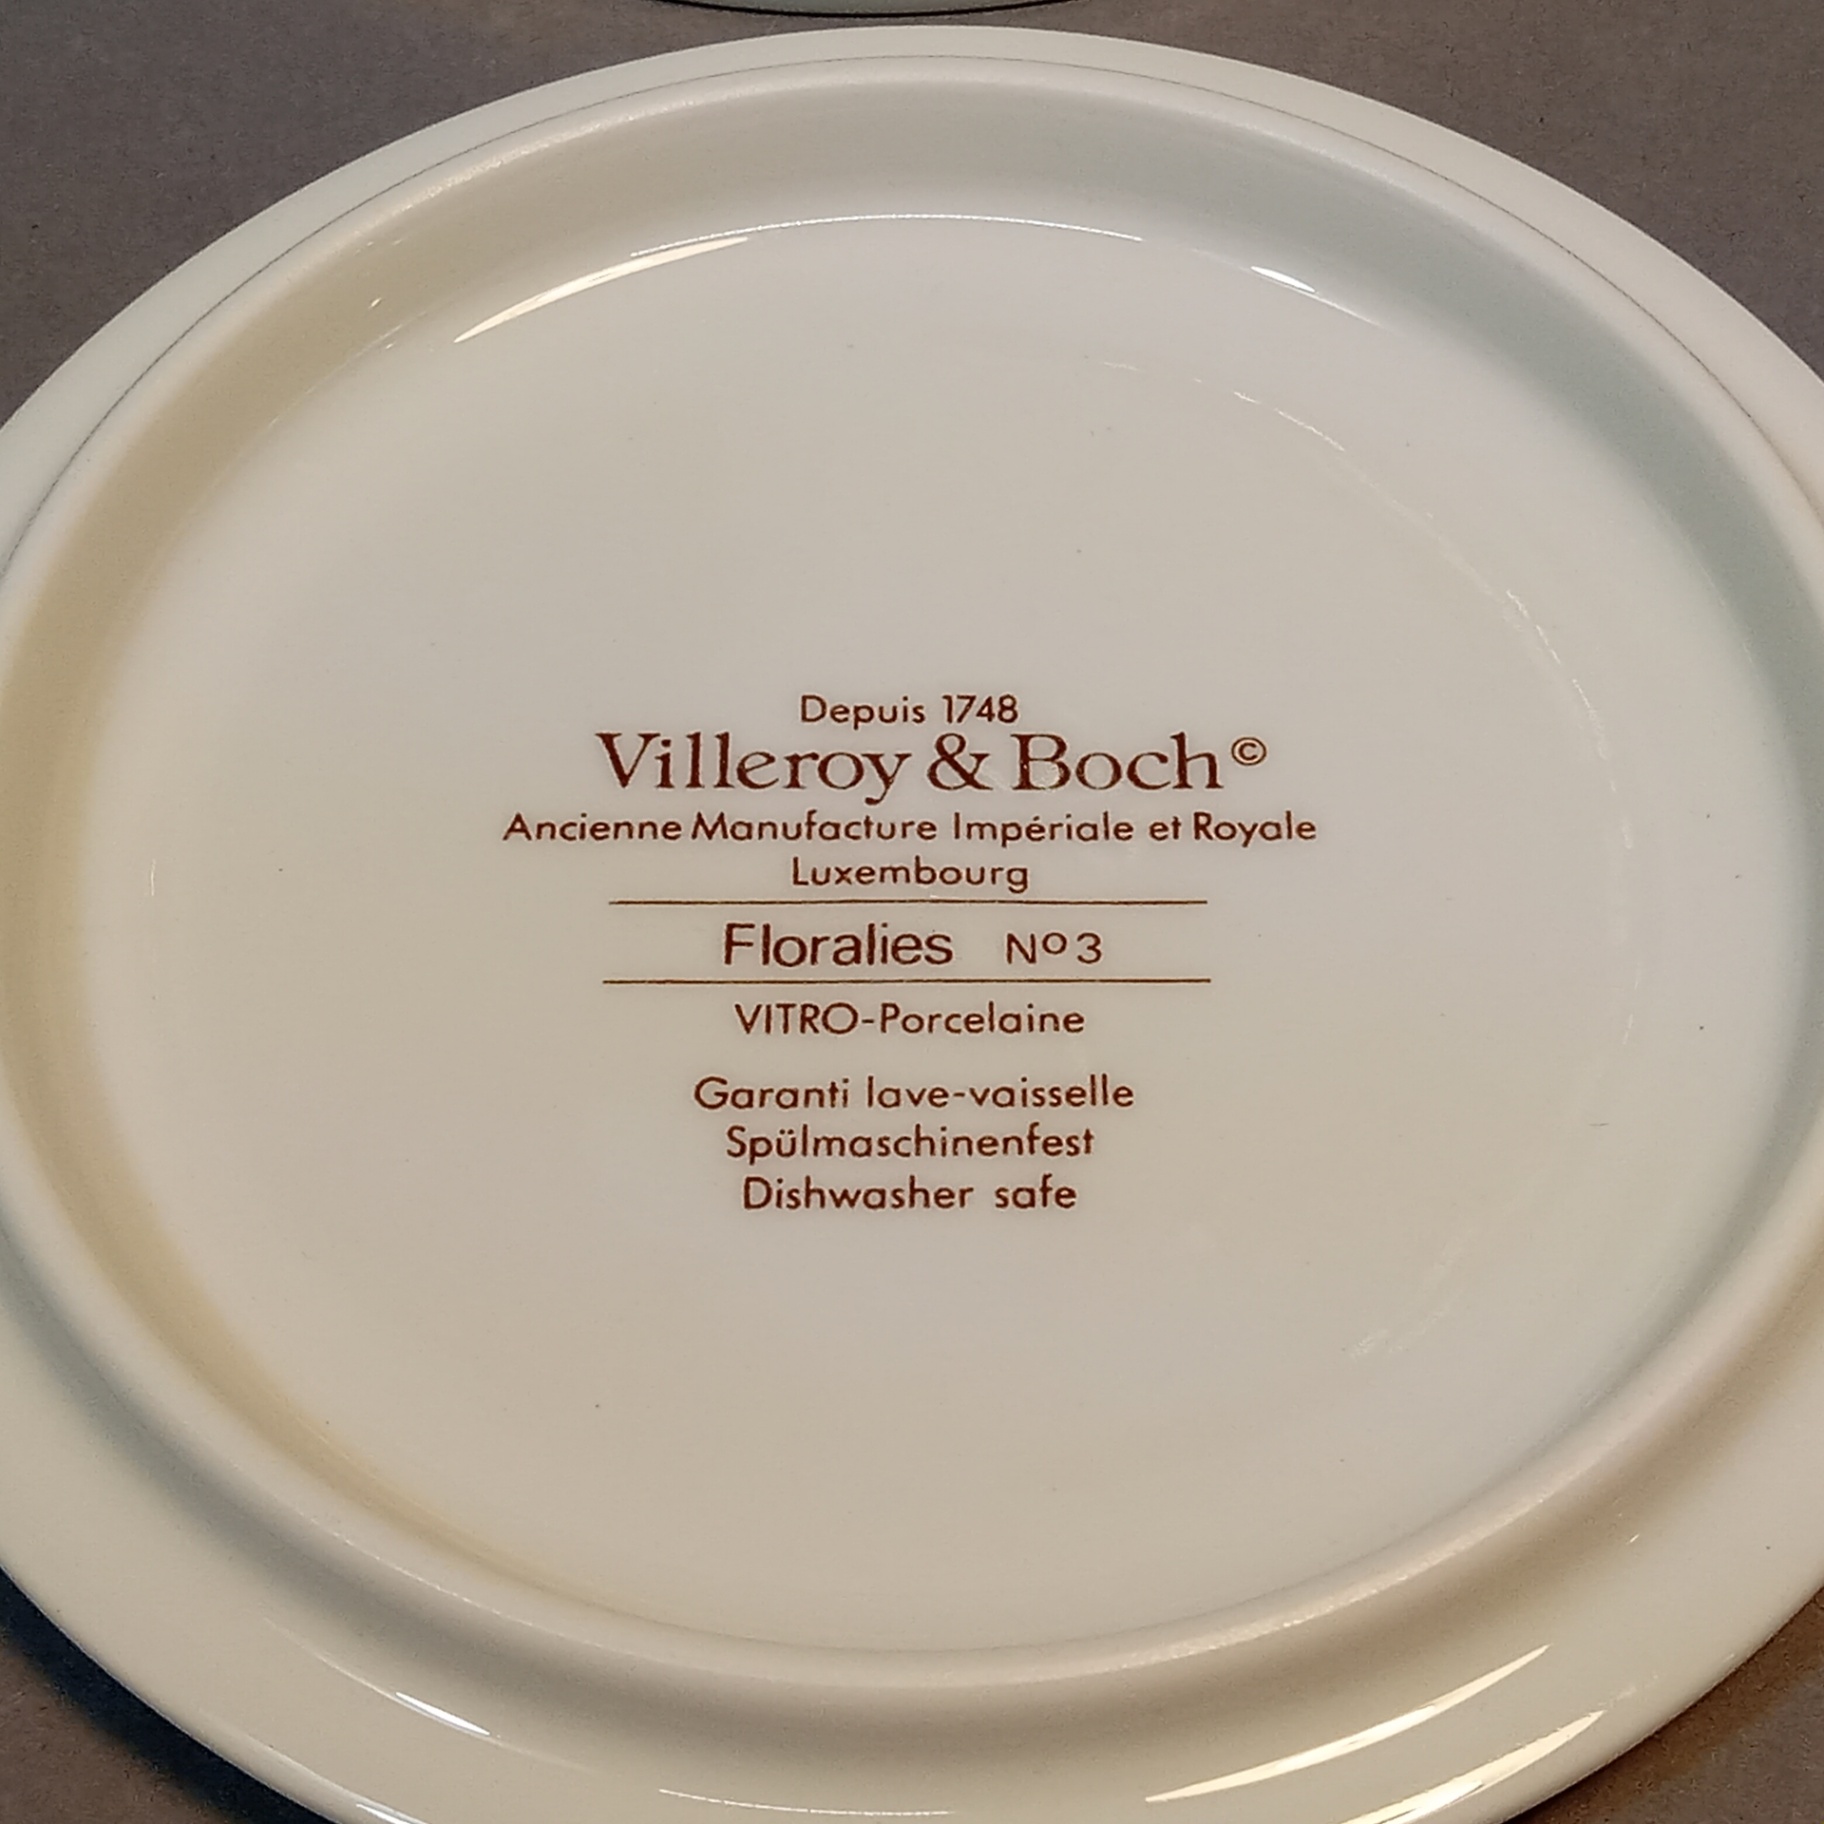 Depuis 1748
Villeroy & Boch©
Ancienne Manufacture Impériale et Royale
Luxembourg
Floralies Nº3
VITRO-Porcelaine
Garanti lave-vaisselle
Spülmaschinenfest
Dishwasher safe